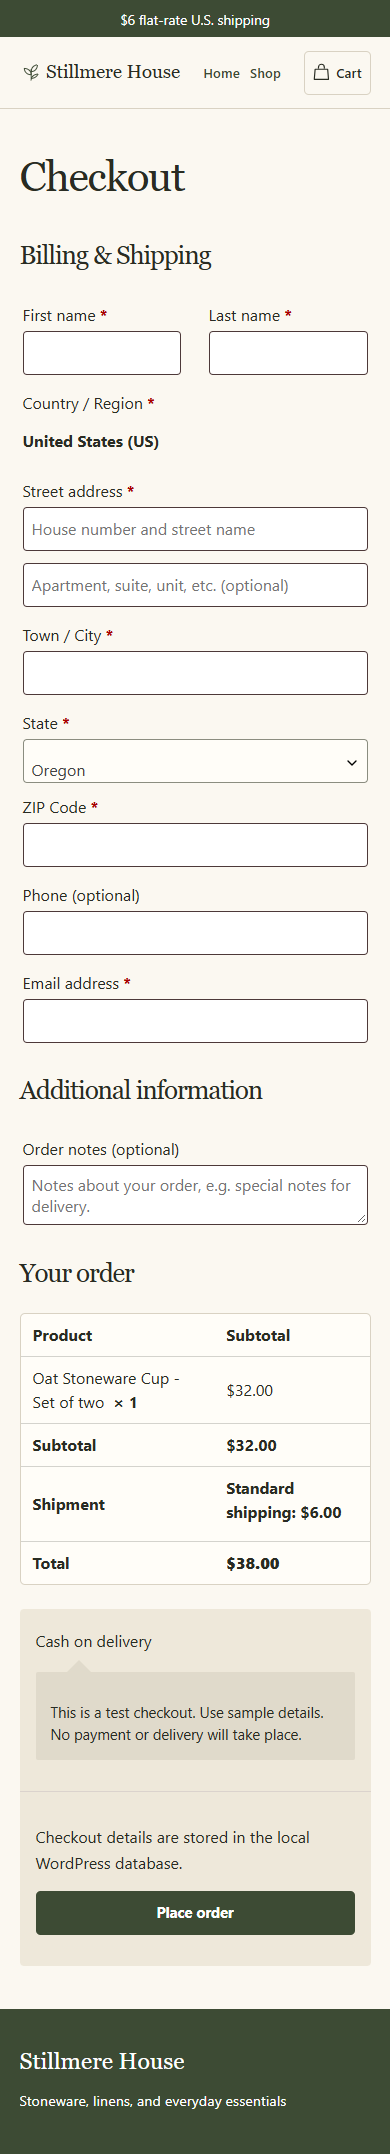 $6 flat-rate U.S. shipping
Stillmere House Home Shop Cart
Checkout
Billing & Shipping
First name * Last name *
Country / Region *
United States (US)
Street address *
House number and street name
Apartment, suite, unit, etc. (optional)
Town / City *
State *
Oregon
ZIP Code *
Phone (optional)
Email address *
Additional information
Order notes (optional)
Notes about your order, e.g. special notes for
delivery.
Your order
Product Subtotal
Oat Stoneware Cup -
Set of two × 1 $32.00
Subtotal $32.00
Shipment Standard
shipping: $6.00
Total $38.00
Cash on delivery
This is a test checkout. Use sample details.
No payment or delivery will take place.
Checkout details are stored in the local
WordPress database.
Place order
Stillmere House
Stoneware, linens, and everyday essentials